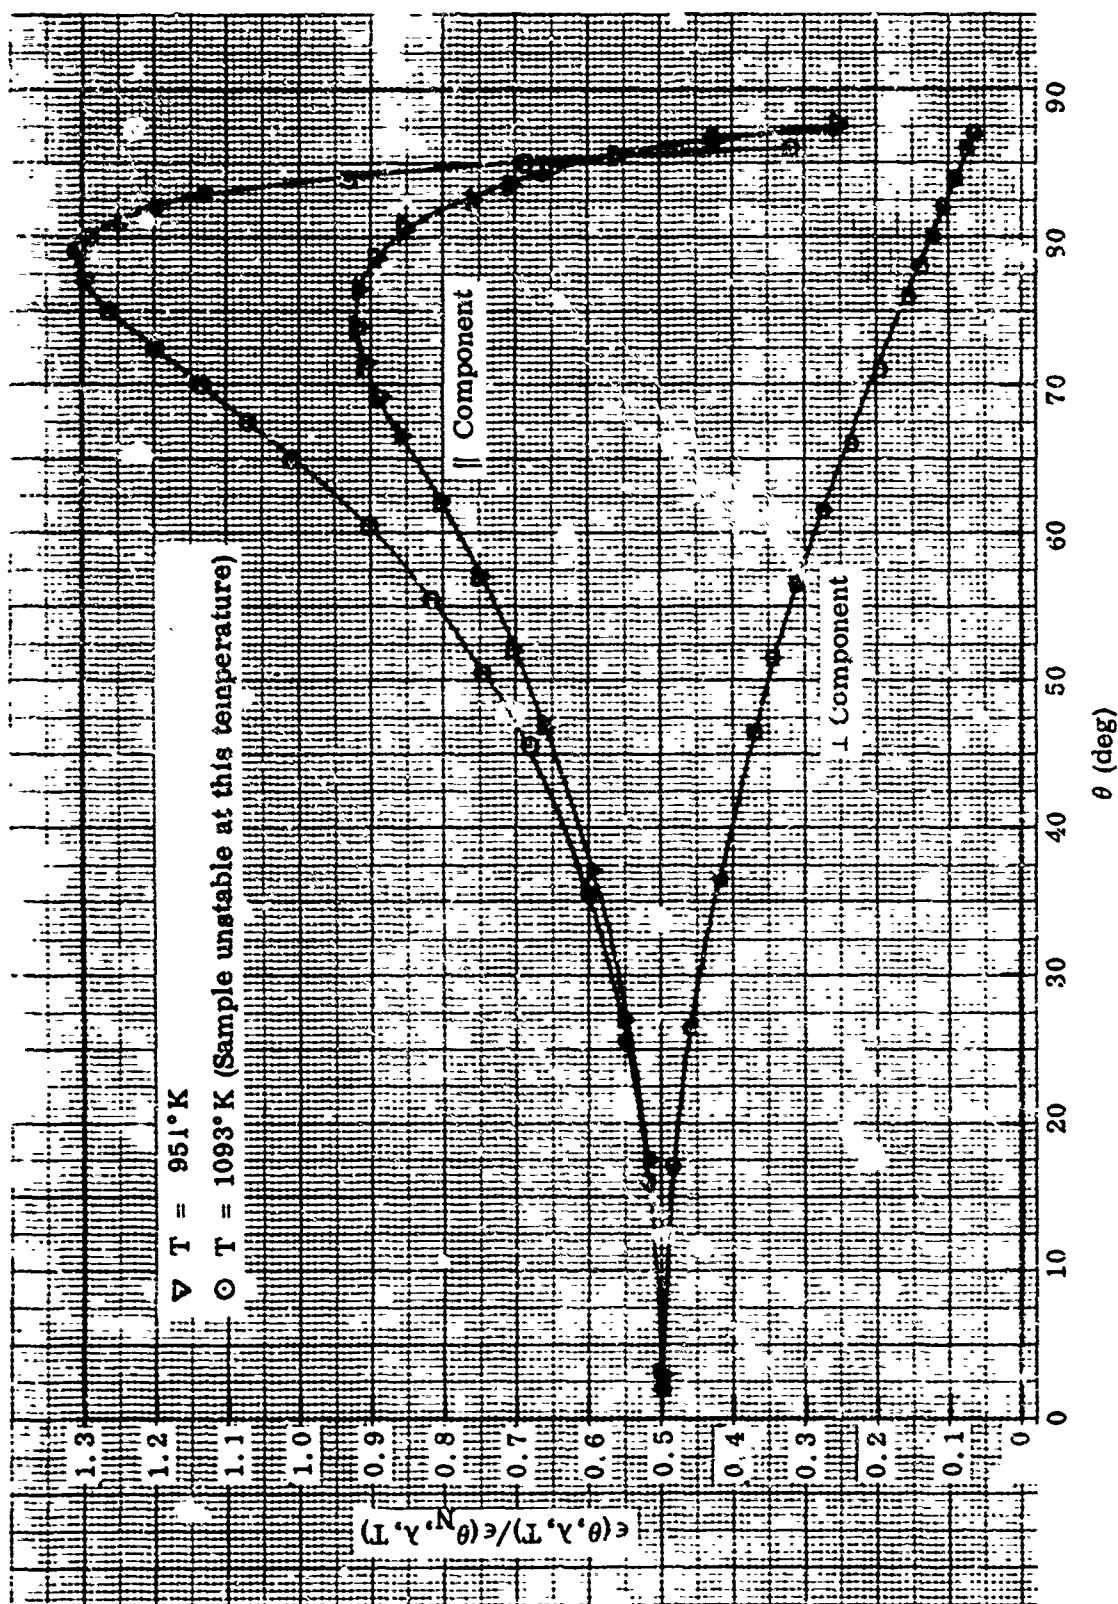 ▽ T = 951°K
⊙ T = 1093°K (Sample unstable at this temperature)
|| Component
⊥ Component
ϵ(θ,λ,T)/ϵ(θN,λ,T)
1.3
1.2
1.1
1.0
0.9
0.8
0.7
0.6
0.5
0.4
0.3
0.2
0.1
0
0 10 20 30 40 50 60 70 80 90
θ (deg)